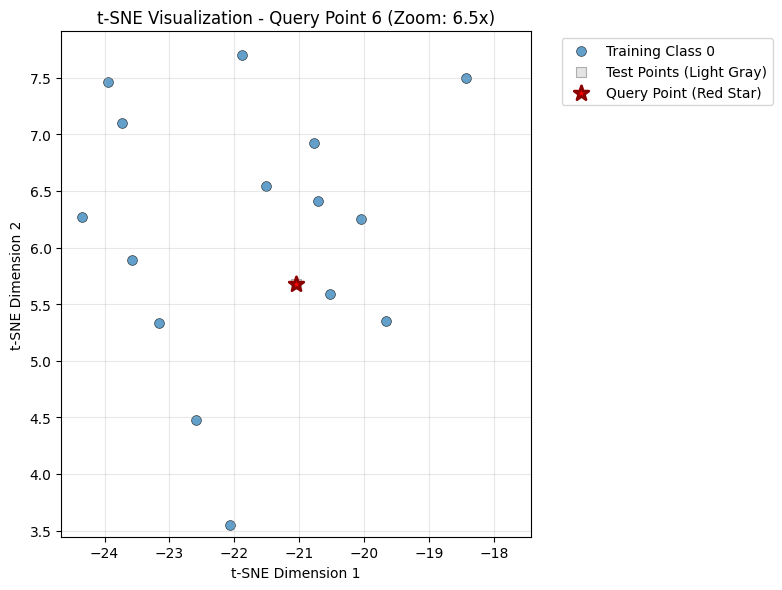 t-SNE Visualization - Query Point 6 (Zoom: 6.5x)
Training Class 0
Test Points (Light Gray)
Query Point (Red Star)
t-SNE Dimension 2
7.5
7.0
6.5
6.0
5.5
5.0
4.5
4.0
3.5
−24 −23 −22 −21 −20 −19 −18
t-SNE Dimension 1